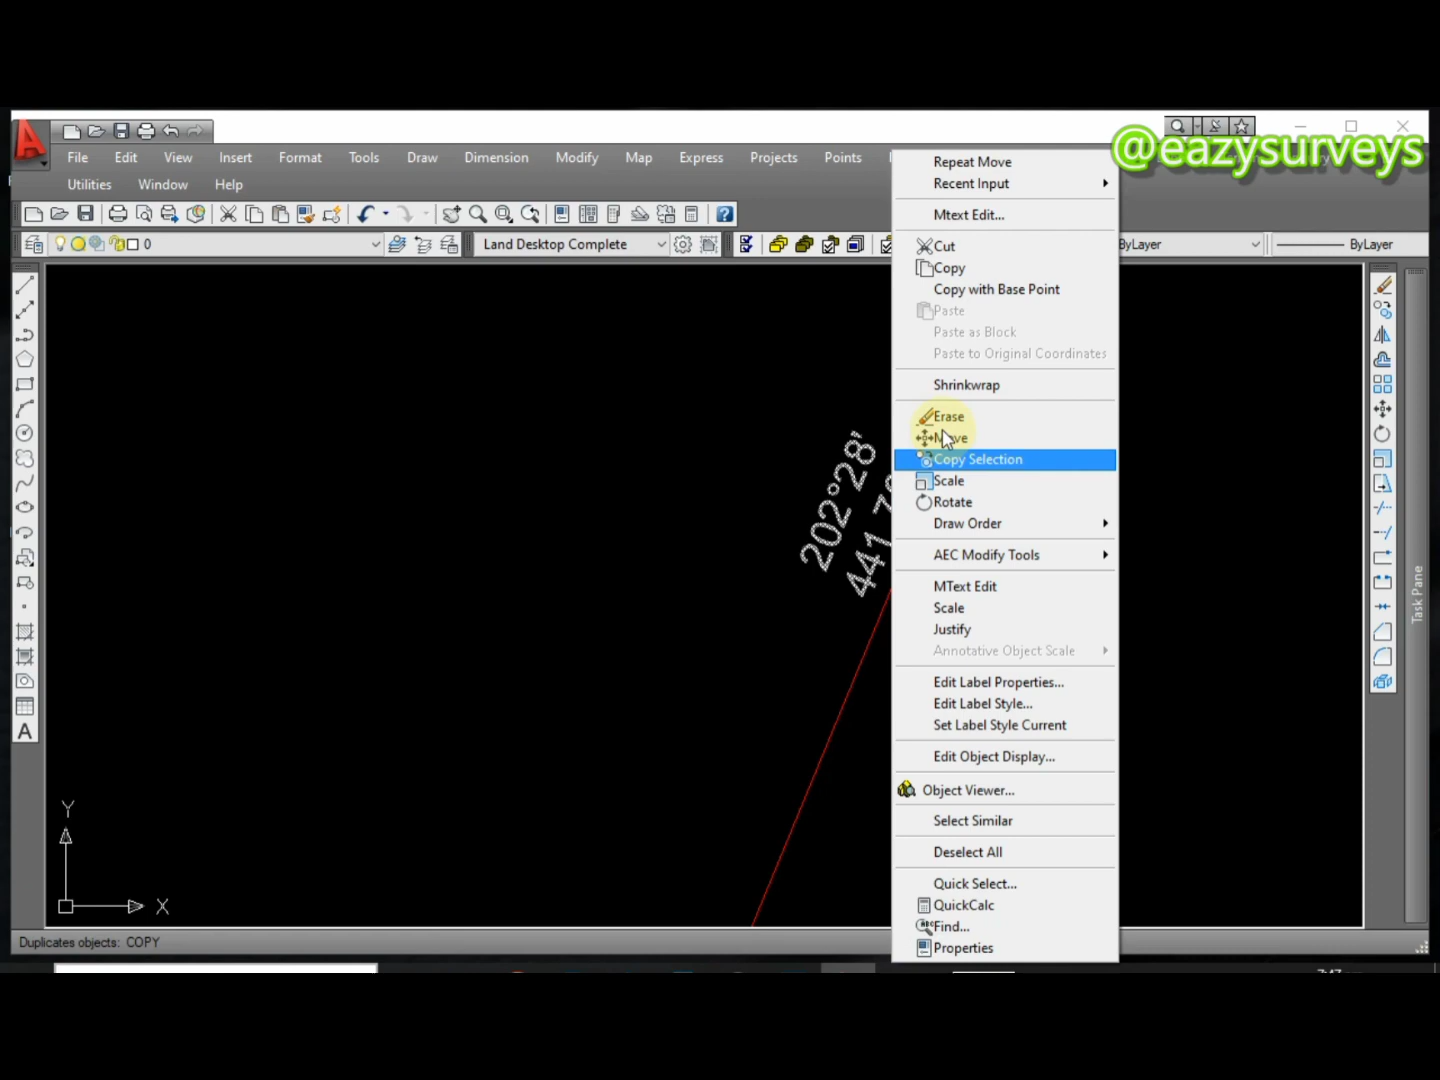 @eazysurveys
File Edit View Insert Format Tools Draw Dimension Modify Map Express Projects Points
Utilities Window Help
0
Land Desktop Complete
ByLayer
ByLayer
Repeat Move
Recent Input
Mtext Edit...
Cut
Copy
Copy with Base Point
Paste
Paste as Block
Paste to Original Coordinates
Shrinkwrap
Erase
Move
Copy Selection
Scale
Rotate
Draw Order
AEC Modify Tools
MText Edit
Scale
Justify
Annotative Object Scale
Edit Label Properties...
Edit Label Style...
Set Label Style Current
Edit Object Display...
Object Viewer...
Select Similar
Deselect All
Quick Select...
QuickCalc
Find...
Properties
202°28'
Task Pane
Y
X
A
Duplicates objects: COPY